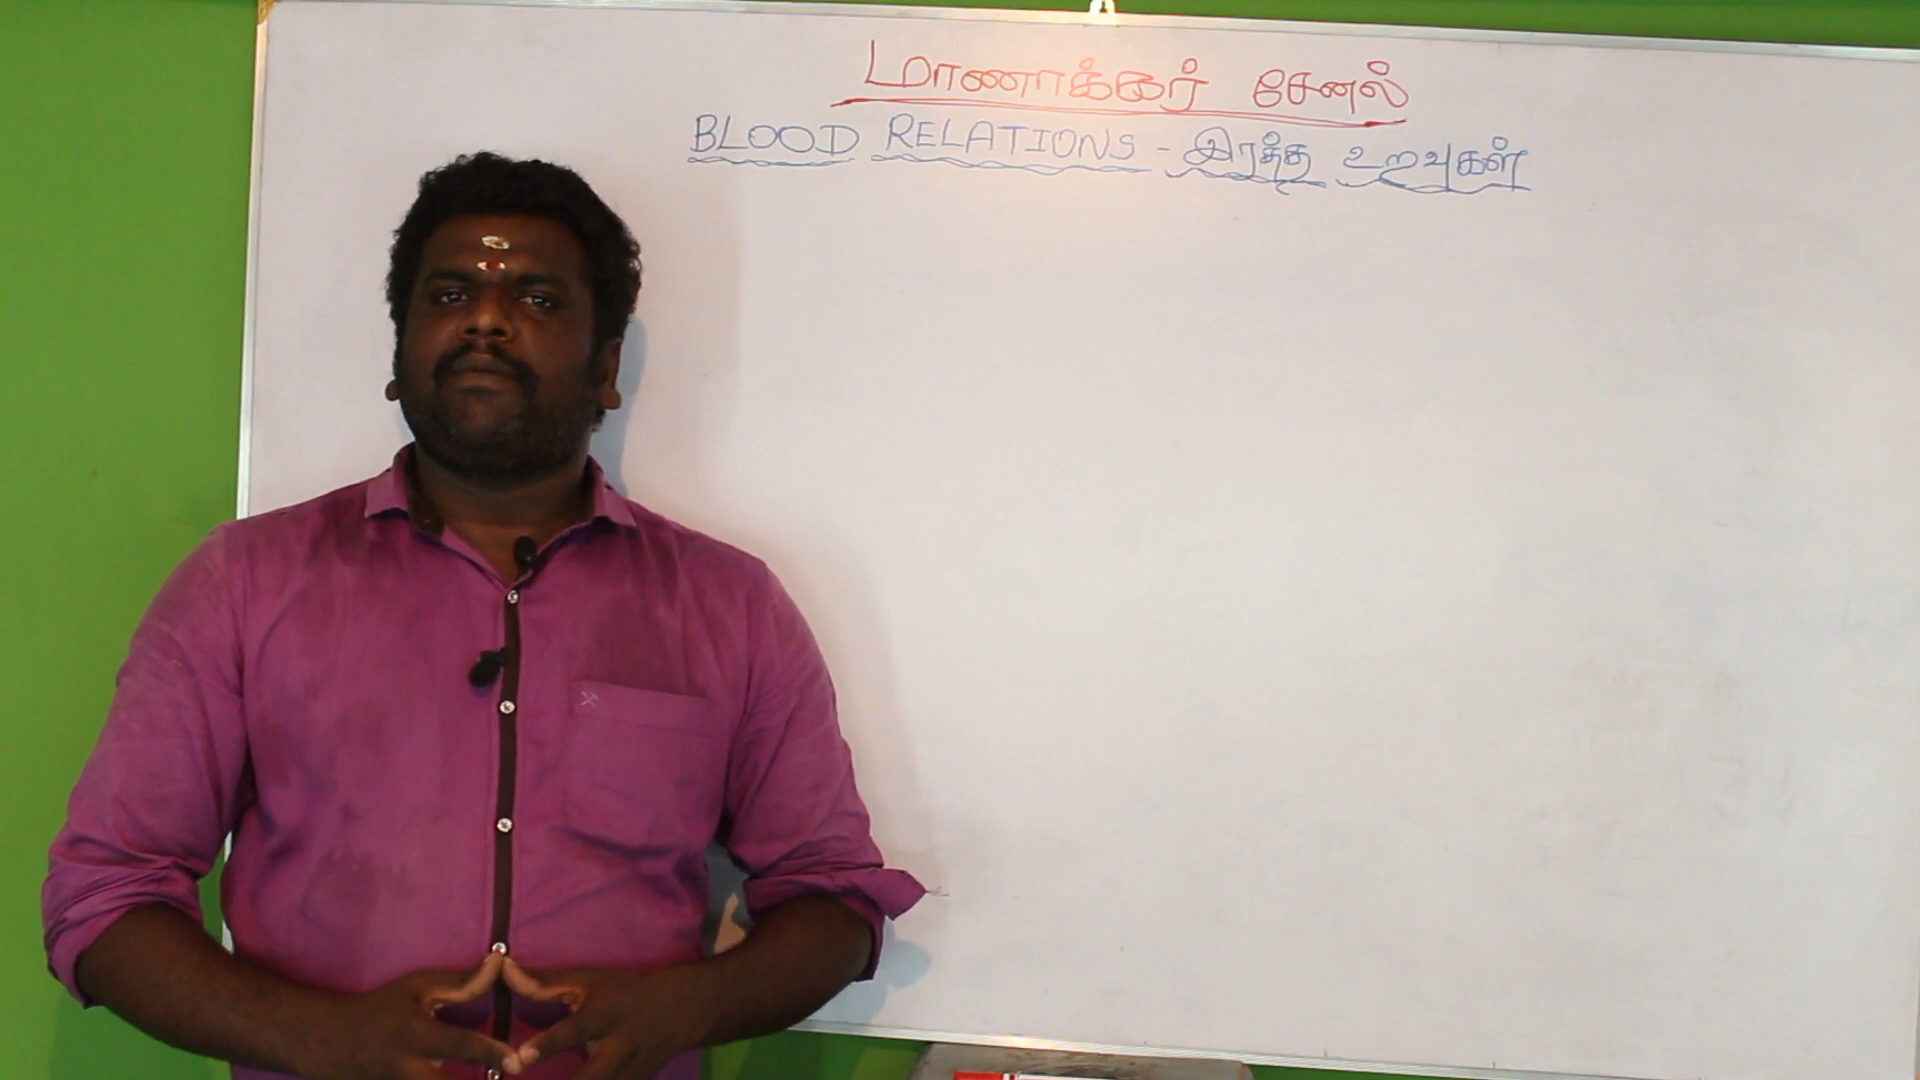 மாணாக்கர் சேனல்
BLOOD RELATIONS - இரத்த உறவுகள்